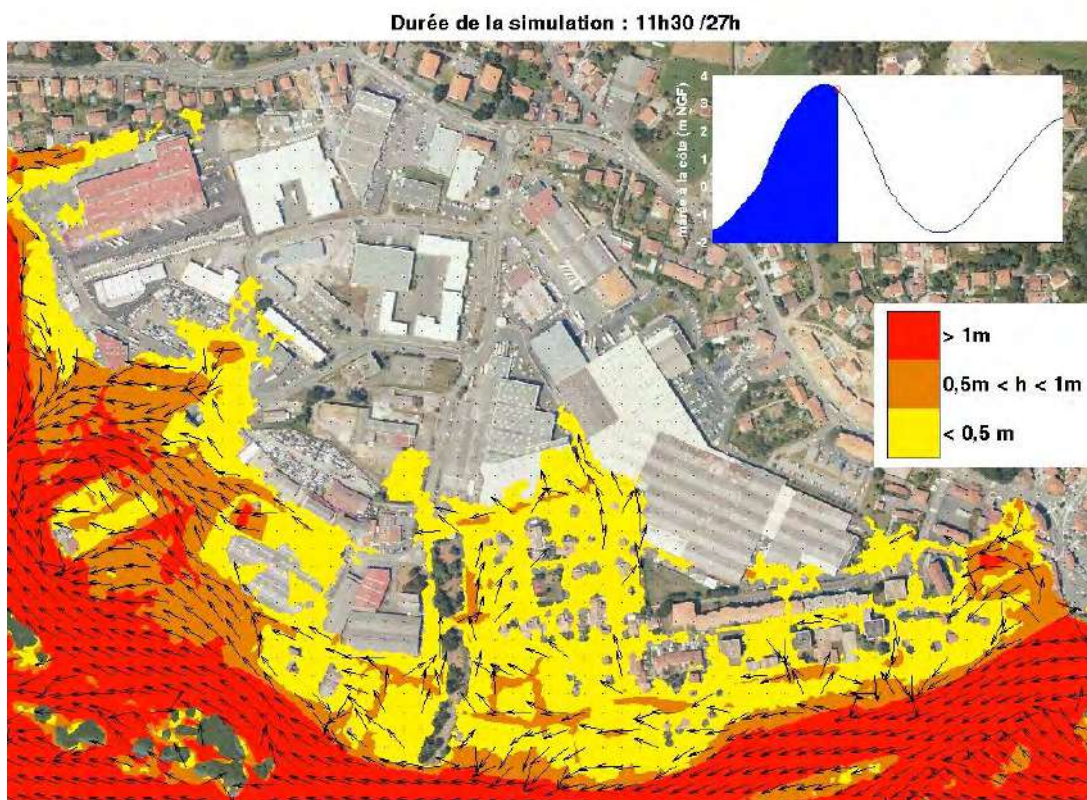 Durée de la simulation : 11h30 /27h
4
3
2
1
0
-1
-2
marée à la côte (m NGF)
> 1m
0,5m < h < 1m
< 0,5 m